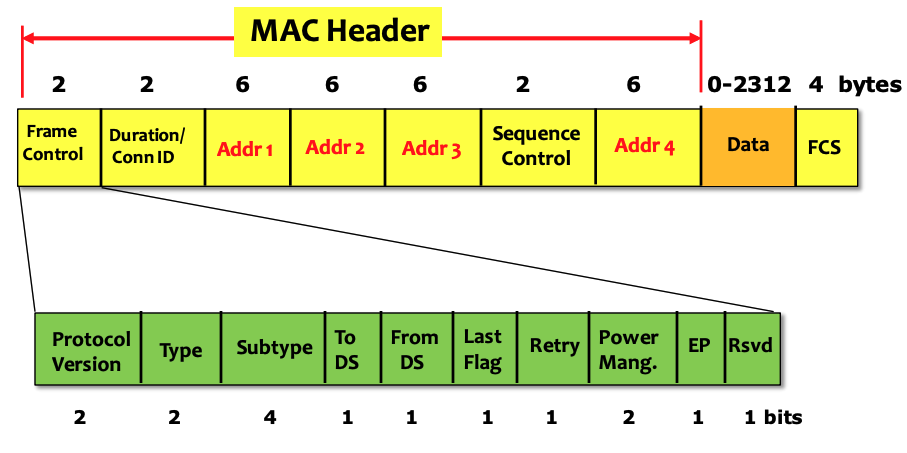 MAC Header
2 2 6 6 6 2 6 0-2312 4 bytes
Frame
Control
Duration/
Conn ID
Addr 1
Addr 2
Addr 3
Sequence
Control
Addr 4
Data
FCS
Protocol
Version
Type
Subtype
To
DS
From
DS
Last
Flag
Retry
Power
Mang.
EP
Rsvd
2 2 4 1 1 1 1 2 1 1 bits